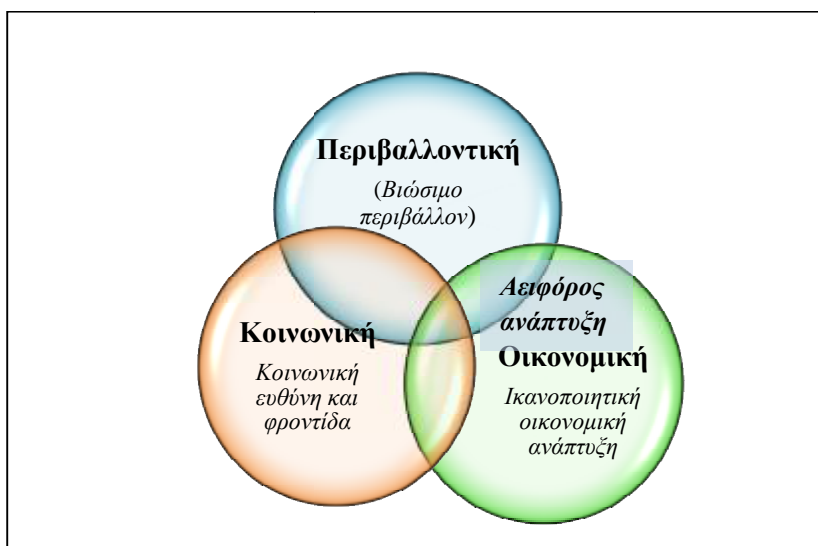 Περιβαλλοντική
(Βιώσιμο
περιβάλλον)
Κοινωνική
Κοινωνική
ευθύνη και
φροντίδα
Αειφόρος
ανάπτυξη
Οικονομική
Ικανοποιητική
οικονομική
ανάπτυξη